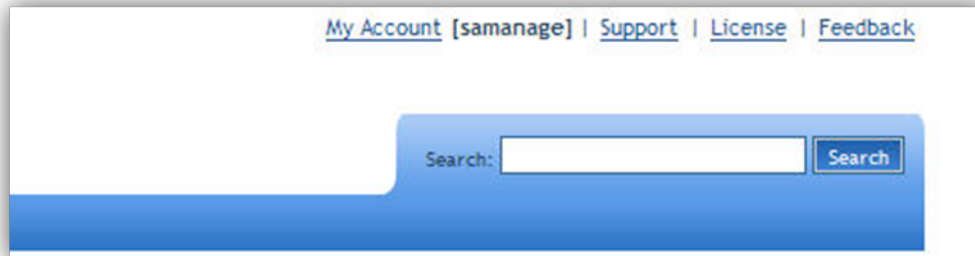 My Account [samanage] | Support | License | Feedback
Search: Search